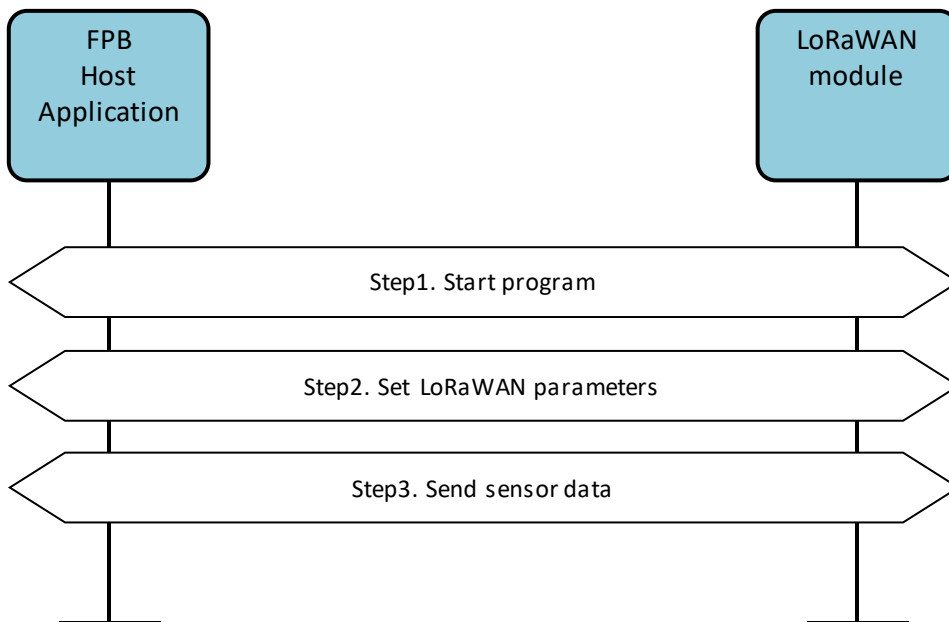 FPB
Host
Application
LoRaWAN
module
Step1. Start program
Step2. Set LoRaWAN parameters
Step3. Send sensor data